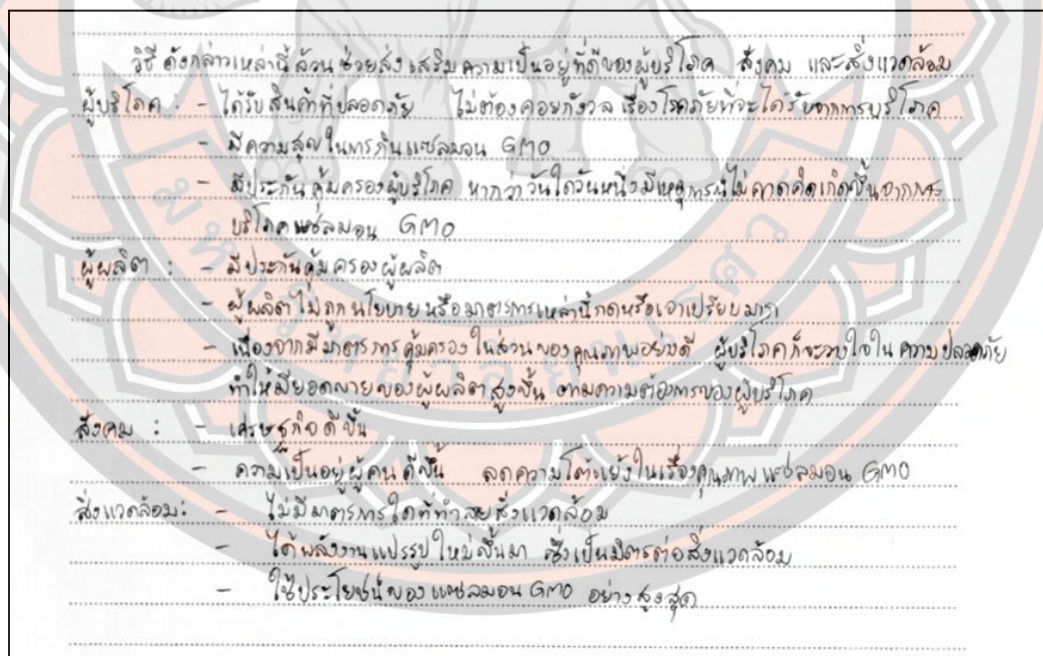 วิธีดังกล่าวเหล่านี้ล้วนช่วยส่งเสริมความเป็นอยู่ที่ดีของผู้บริโภค สังคม และสิ่งแวดล้อม
ผู้บริโภค : - ได้รับสินค้าที่ปลอดภัย ไม่ต้องคอยกังวลเรื่องโรคภัยที่จะได้รับจากการบริโภค
- มีความสุขในการกินแซลมอน GMO
- มีประกันคุ้มครองผู้บริโภค หากว่าวันใดวันหนึ่งมีเหตุการณ์ไม่คาดคิดเกิดขึ้นจากการ
บริโภคแซลมอน GMO
ผู้ผลิต : - มีประกันคุ้มครองผู้ผลิต
- ผู้ผลิตไม่ถูกนโยบายหรือมาตรการเหล่านี้กดหรือเอาเปรียบมาก
- เนื่องจากมีมาตรการคุ้มครองในส่วนของคุณภาพอย่างดี ผู้บริโภคก็จะวางใจในความปลอดภัย
ทำให้มียอดขายของผู้ผลิตสูงขึ้น ตามความต้องการของผู้บริโภค
สังคม : - เศรษฐกิจดีขึ้น
- ความเป็นอยู่ผู้คนดีขึ้น ลดความโต้แย้งในเรื่องคุณภาพแซลมอน GMO
สิ่งแวดล้อม : - ไม่มีมาตรการใดที่ทำลายสิ่งแวดล้อม
- ได้พลังงานแปรรูปใหม่ขึ้นมา ซึ่งเป็นมิตรต่อสิ่งแวดล้อม
- ใช้ประโยชน์ของแซลมอน GMO อย่างสูงสุด
มหาวิทยาลัยนเรศวร